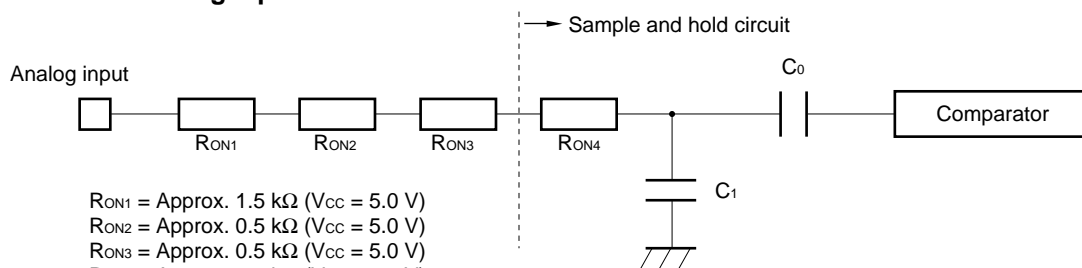 Sample and hold circuit
Analog input
C0
Comparator
RON1
RON2
RON3
RON4
C1
RON1 = Approx. 1.5 kΩ (VCC = 5.0 V)
RON2 = Approx. 0.5 kΩ (VCC = 5.0 V)
RON3 = Approx. 0.5 kΩ (VCC = 5.0 V)